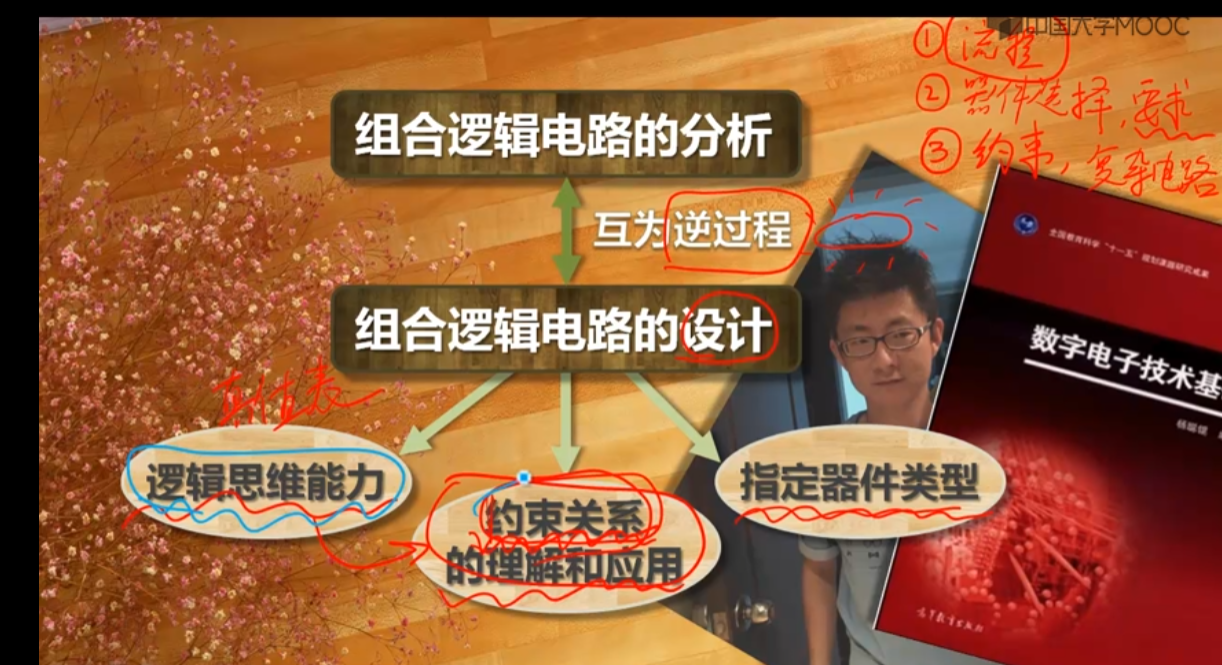 中国大学MOOC
①流程
②器件选择，要求
③约束，复杂电路
组合逻辑电路的分析
互为逆过程
全国教育科学“十一五”规划课题研究成果
组合逻辑电路的设计
数字电子技术基
真值表
逻辑思维能力
约束关系
的理解和应用
指定器件类型
高等教育出版社